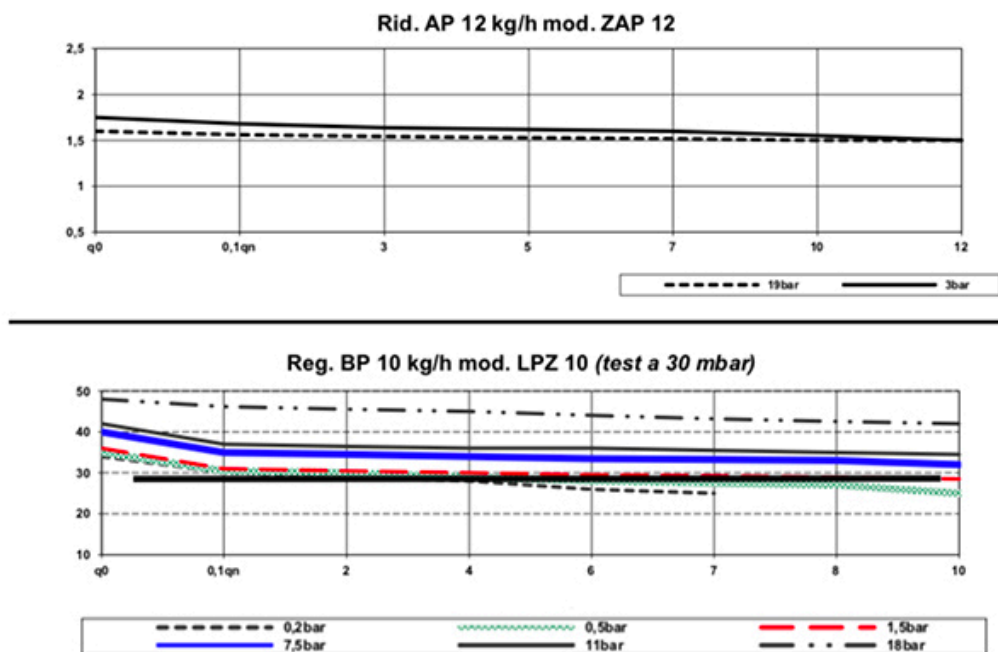 Rid. AP 12 kg/h mod. ZAP 12
2,5
2
1,5
1
0,5
q0 0,1qn 3 5 7 10 12
19bar 3bar
Reg. BP 10 kg/h mod. LPZ 10 (test a 30 mbar)
50
40
30
20
10
q0 0,1qn 2 4 6 7 8 10
0,2bar 0,5bar 1,5bar
7,5bar 11bar 18bar